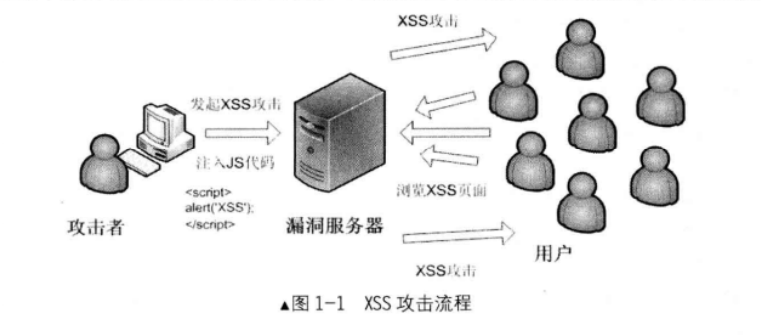 XSS攻击
发起XSS攻击
注入JS代码
<script>
alert('XSS');
</script>
攻击者
漏洞服务器
浏览XSS页面
用户
XSS攻击
▲图 1-1 XSS 攻击流程